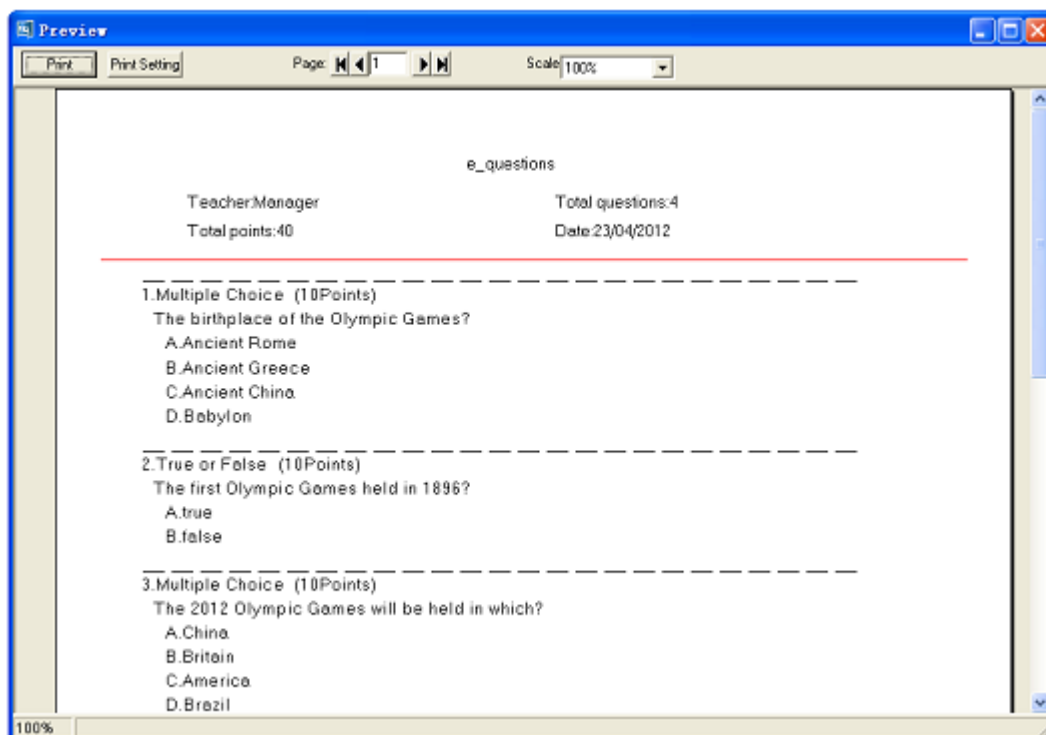 Preview
Print Print Setting Page: 1 Scale 100%
e_questions
Teacher:Manager Total questions:4
Total points:40 Date:23/04/2012
1.Multiple Choice (10Points)
The birthplace of the Olympic Games?
A.Ancient Rome
B.Ancient Greece
C.Ancient China
D.Babylon
2.True or False (10Points)
The first Olympic Games held in 1896?
A.true
B.false
3.Multiple Choice (10Points)
The 2012 Olympic Games will be held in which?
A.China
B.Britain
C.America
D.Brazil
100%